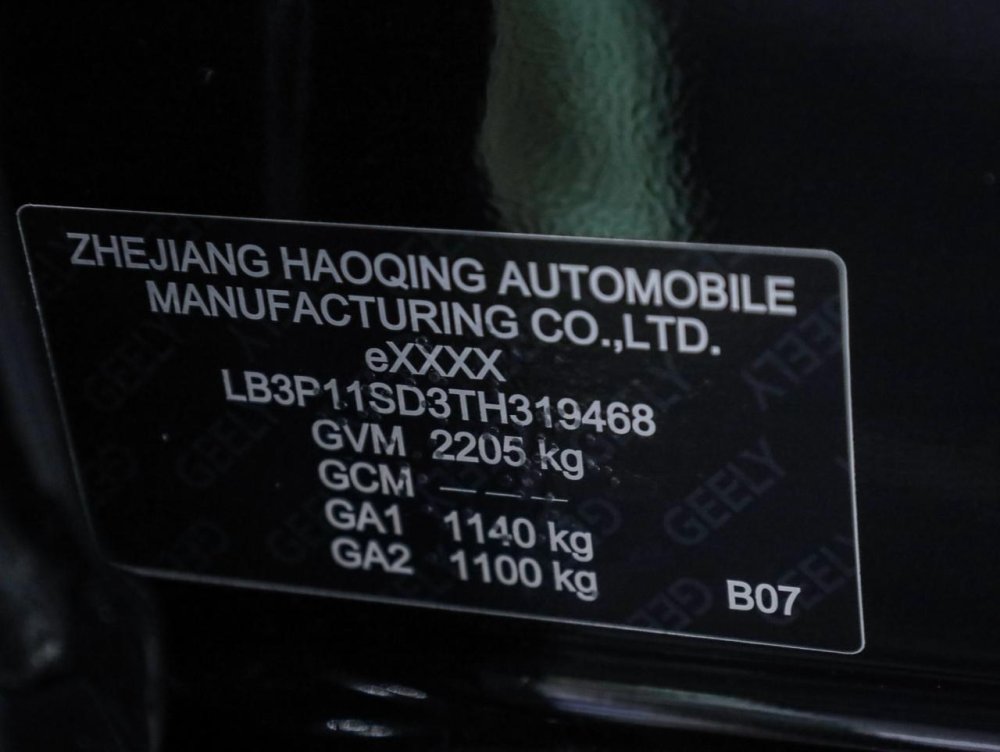 ZHEJIANG HAOQING AUTOMOBILE
MANUFACTURING CO.,LTD.
eXXXX
LB3P11SD3TH319468
GVM 2205 kg
GCM — — —
GA1 1140 kg
GA2 1100 kg
B07
GEELY